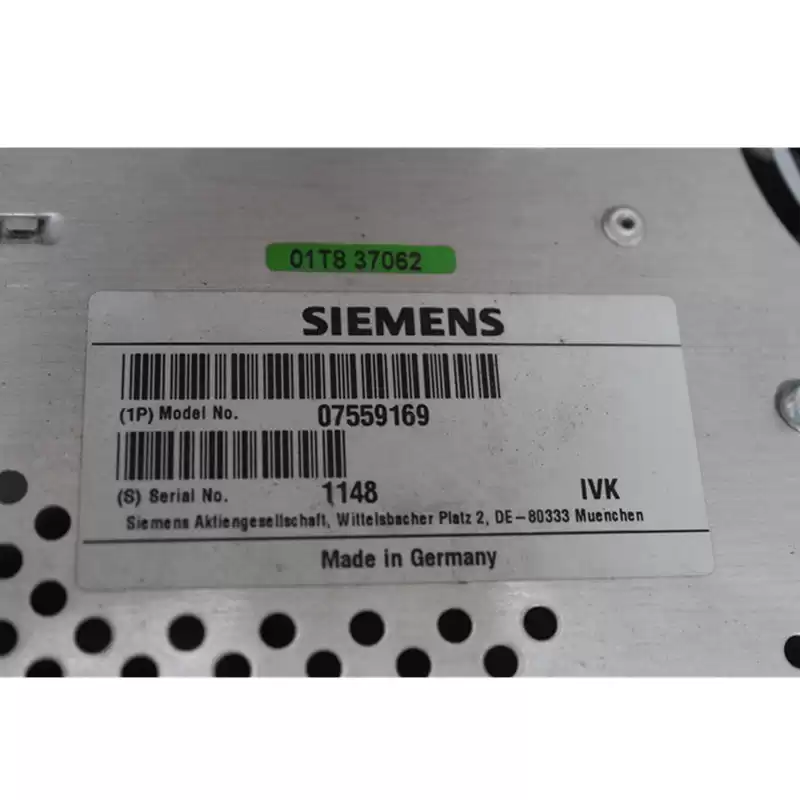 01T8 37062
SIEMENS
(1P) Model No. 07559169
(S) Serial No. 1148 IVK
Siemens Aktiengesellschaft, Wittelsbacher Platz 2, DE-80333 Muenchen
Made in Germany